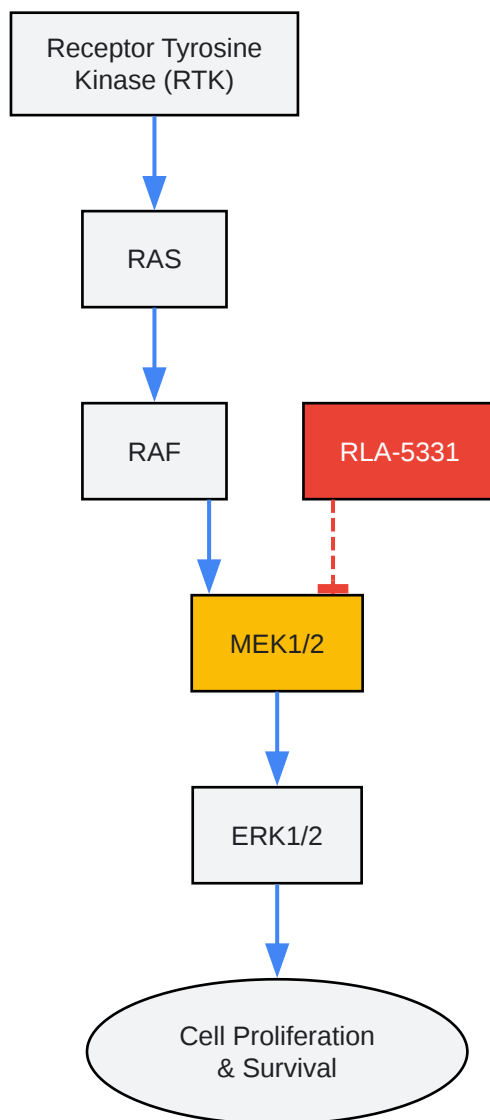 Receptor Tyrosine
Kinase (RTK)
RAS
RAF
RLA-5331
MEK1/2
ERK1/2
Cell Proliferation
& Survival